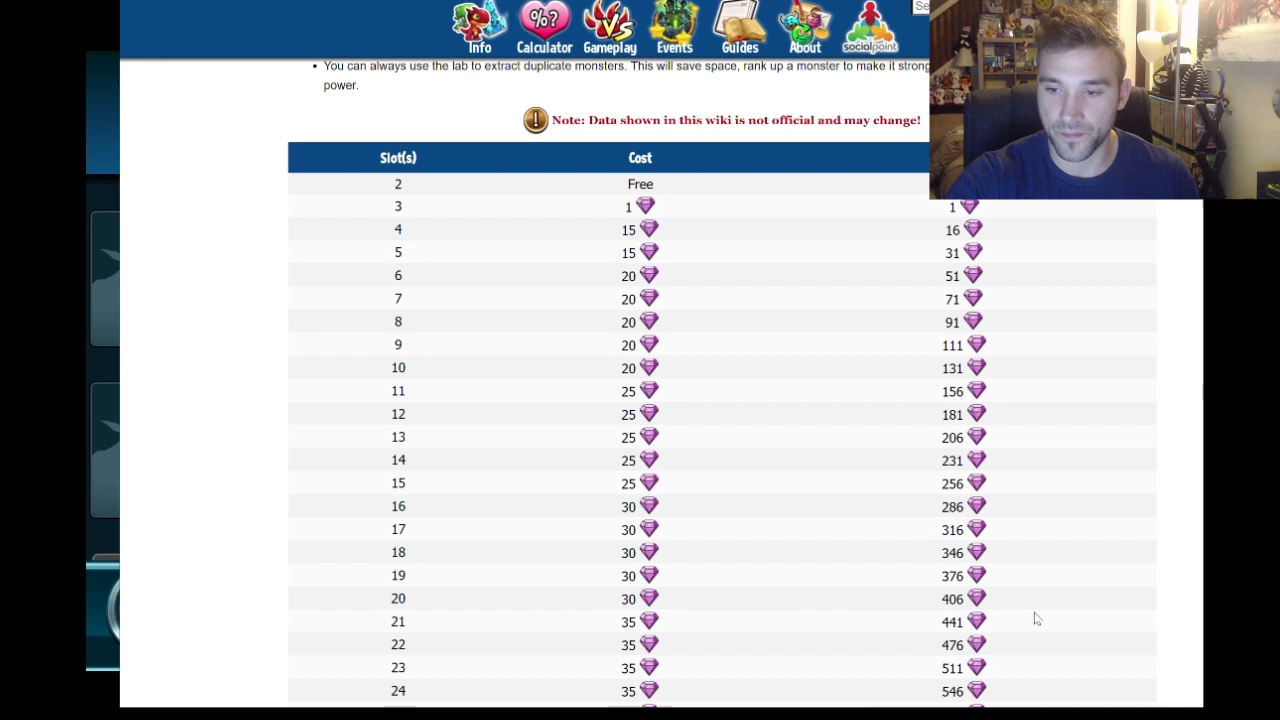 Se
Info Calculator Gameplay Events Guides About socialpoint
• You can always use the lab to extract duplicate monsters. This will save space, rank up a monster to make it strong
power.
Note: Data shown in this wiki is not official and may change!
Slot(s) Cost
2 Free
3 1 1
4 15 16
5 15 31
6 20 51
7 20 71
8 20 91
9 20 111
10 20 131
11 25 156
12 25 181
13 25 206
14 25 231
15 25 256
16 30 286
17 30 316
18 30 346
19 30 376
20 30 406
21 35 441
22 35 476
23 35 511
24 35 546